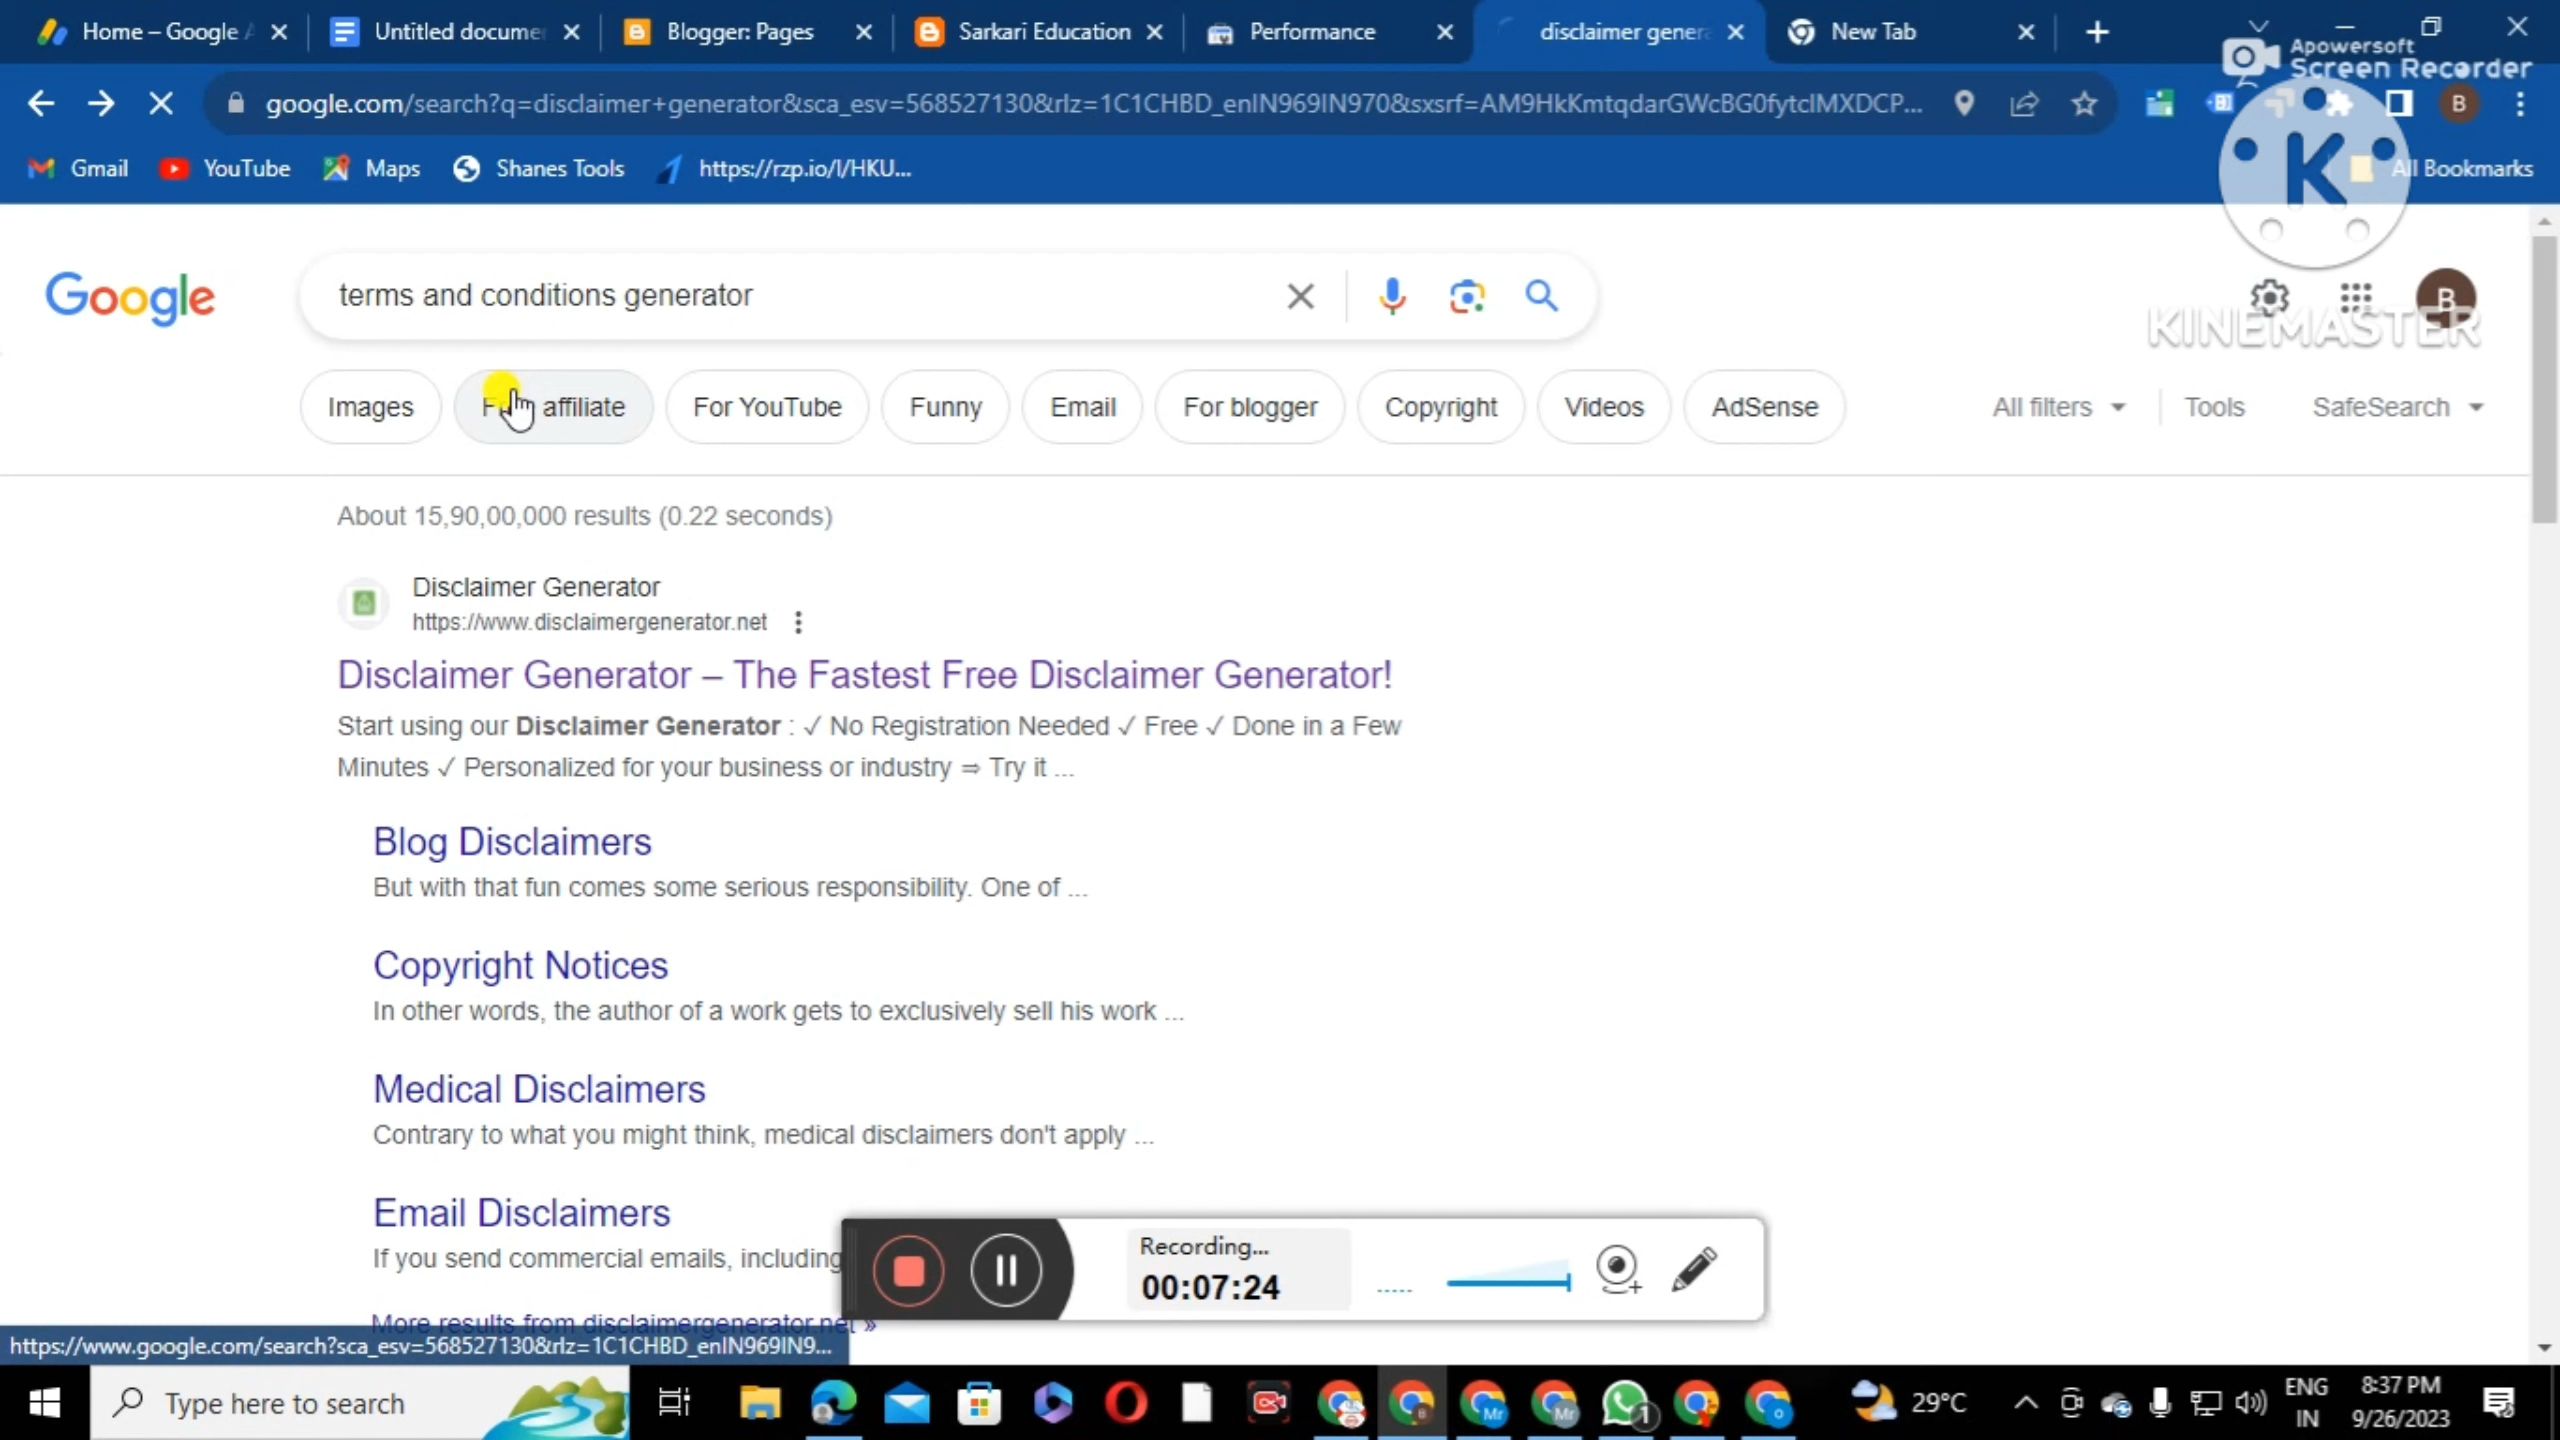 Home – Google A
Untitled docume
Blogger: Pages
Sarkari Education
Performance
disclaimer genera
New Tab
Apowersoft
Screen Recorder
google.com/search?q=disclaimer+generator&sca_esv=568527130&rlz=1C1CHBD_enIN969IN970&sxsrf=AM9HkKmtqdarGWcBG0fytclMXDCP...
B
Gmail
YouTube
Maps
Shanes Tools
https://rzp.io/l/HKU...
K
All Bookmarks
Google
terms and conditions generator
B
KINEMASTER
Images
affiliate
For YouTube
Funny
Email
For blogger
Copyright
Videos
AdSense
All filters
Tools
SafeSearch
About 15,90,00,000 results (0.22 seconds)
Disclaimer Generator
https://www.disclaimergenerator.net
Disclaimer Generator – The Fastest Free Disclaimer Generator!
Start using our Disclaimer Generator : ✓ No Registration Needed ✓ Free ✓ Done in a Few
Minutes ✓ Personalized for your business or industry ⇒ Try it ...
Blog Disclaimers
But with that fun comes some serious responsibility. One of ...
Copyright Notices
In other words, the author of a work gets to exclusively sell his work ...
Medical Disclaimers
Contrary to what you might think, medical disclaimers don't apply ...
Email Disclaimers
If you send commercial emails, including
More results from disclaimergenerator.net »
Recording...
00:07:24
https://www.google.com/search?sca_esv=568527130&rlz=1C1CHBD_enIN969IN9...
Type here to search
Mr
Mr
1
29°C
ENG
IN
8:37 PM
9/26/2023